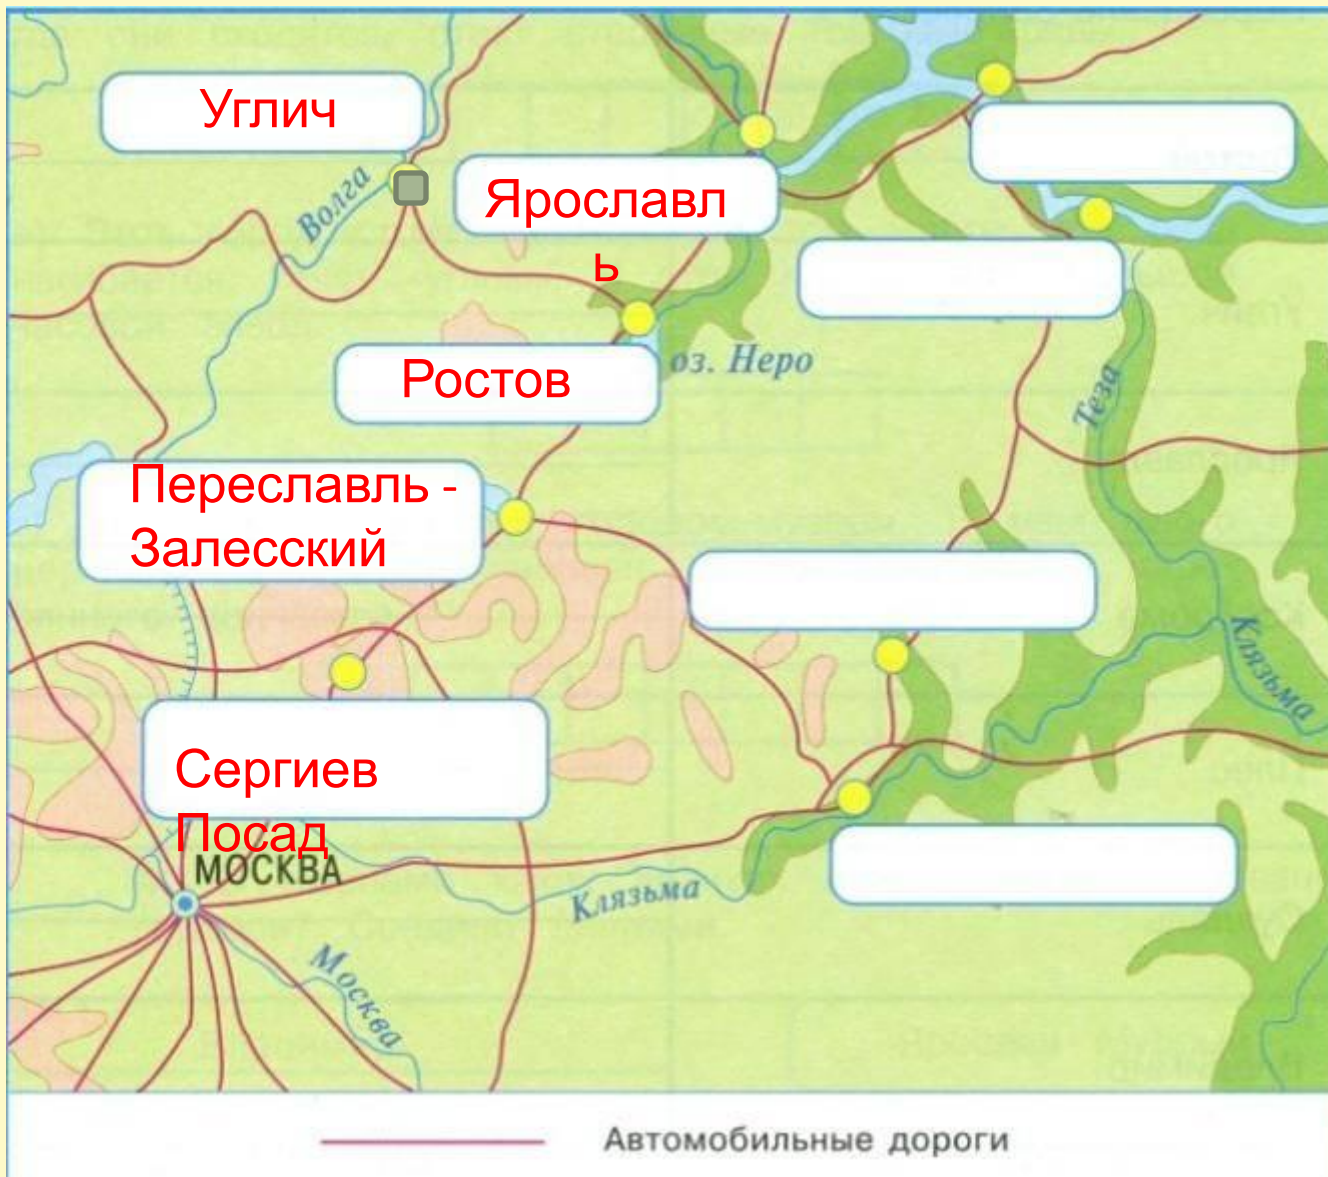 Углич
Волга
Ярославл
ь
оз. Неро
Ростов
Теза
Переславль -
Залесский
Клязьма
Сергиев
Посад
МОСКВА
Клязьма
Москва
Автомобильные дороги